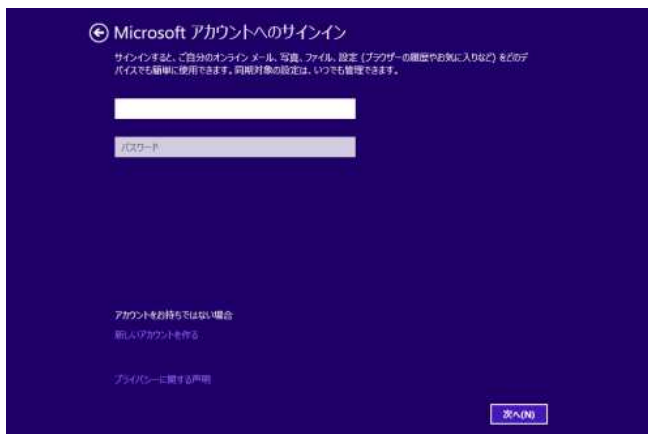 Microsoft アカウントへのサインイン
サインインすると、ご自分のオンライン メール、写真、ファイル、設定 (ブラウザーの履歴やお気に入りなど) をどのデ
バイスでも簡単に使用できます。同期対象の設定は、いつでも管理できます。
パスワード
アカウントをお持ちではない場合
新しいアカウントを作る
プライバシーに関する声明
次へ(N)